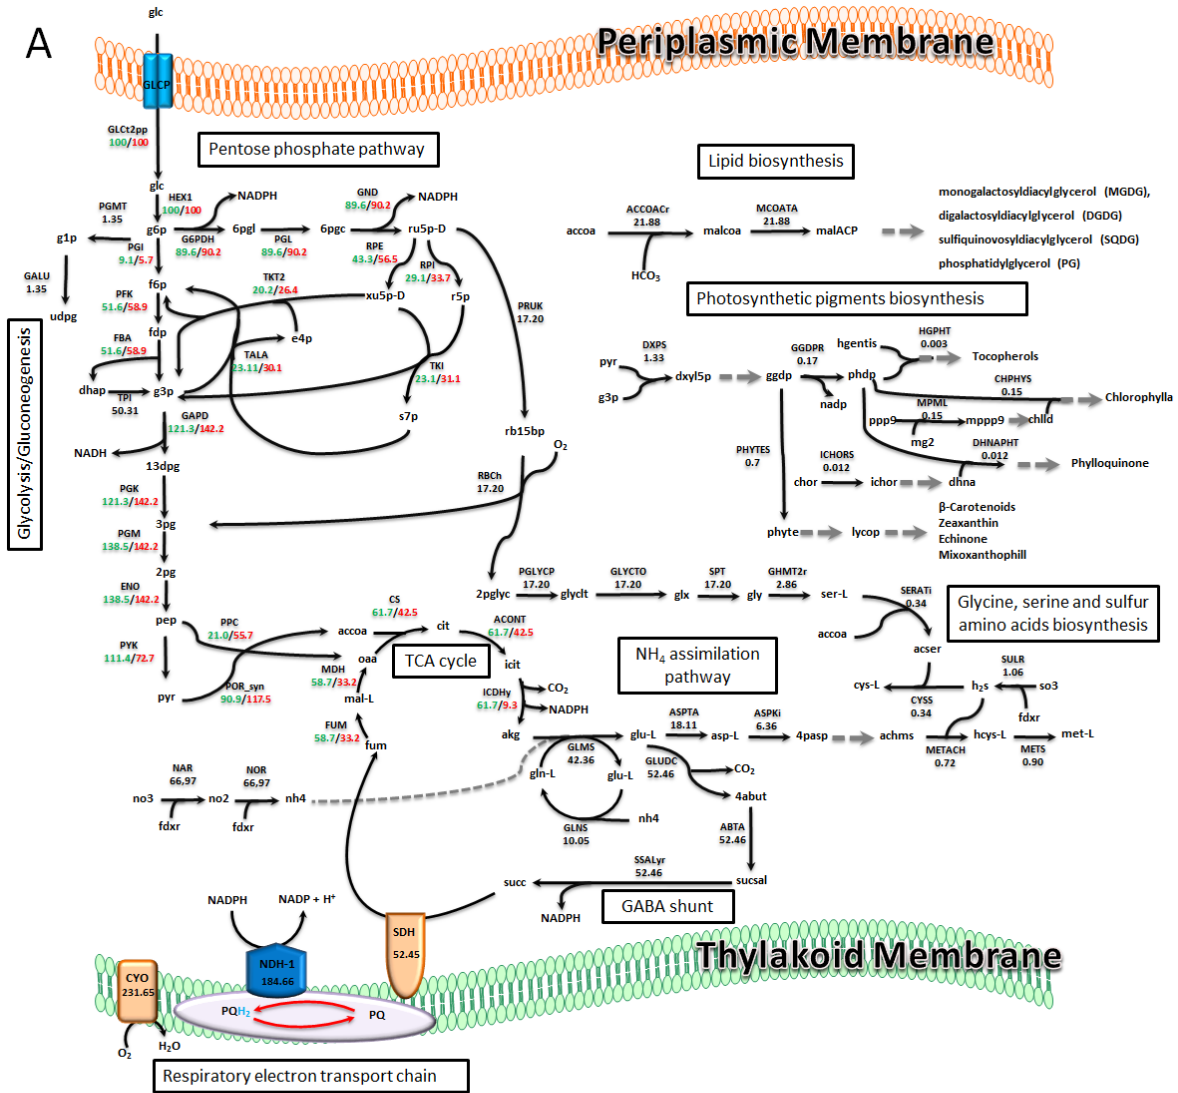 glc
A
Periplasmic Membrane
GLCP
GLCt2pp
100/100
Pentose phosphate pathway
Lipid biosynthesis
glc
HEX1
100/100
NADPH
GND
89.6/90.2
NADPH
PGMT
1.35
g1p
g6p
G6PDH
89.6/90.2
6pgl
PGL
89.6/90.2
6pgc
ru5p-D
PGI
9.1/5.7
RPE
43.3/56.5
RPI
29.1/33.7
GALU
1.35
udpg
f6p
TKT2
20.2/26.4
xu5p-D
r5p
PRUK
17.20
PFK
51.6/58.9
fdp
e4p
FBA
51.6/58.9
TALA
23.11/30.1
TKI
23.1/31.1
dhap
TPI
50.31
g3p
s7p
GAPD
121.3/142.2
rb15bp
O2
NADH
13dpg
RBCh
17.20
PGK
121.3/142.2
3pg
PGM
138.5/142.2
2pg
ENO
138.5/142.2
pep
Glycolysis/Gluconeogenesis
accoa
ACCOACr
21.88
HCO3
malcoa
MCOATA
21.88
malACP
monogalactosyldiacylglycerol (MGDG),
digalactosyldiacylglycerol (DGDG)
sulfiquinovosyldiacylglycerol (SQDG)
phosphatidylglycerol (PG)
Photosynthetic pigments biosynthesis
pyr
g3p
DXPS
1.33
dxyl5p
ggdp
GGDPR
0.17
nadp
hgentis
phdp
HGPHT
0.003
Tocopherols
CHPHYS
0.15
Chlorophylla
ppp9
MPML
0.15
mg2
mppp9
chlld
DHNAPHT
0.012
Phylloquinone
PHYTES
0.7
chor
ICHORS
0.012
ichor
dhna
phyte
lycop
β-Carotenoids
Zeaxanthin
Echinone
Mixoxanthophill
2pglyc
PGLYCP
17.20
glyclt
GLYCTO
17.20
glx
SPT
17.20
gly
GHMT2r
2.86
ser-L
SERATi
0.34
Glycine, serine and sulfur
amino acids biosynthesis
accoa
acser
PYK
111.4/72.7
PPC
21.0/55.7
accoa
CS
61.7/42.5
cit
ACONT
61.7/42.5
oaa
TCA cycle
icit
NH4 assimilation
pathway
pyr
POR_syn
90.9/117.5
MDH
58.7/33.2
mal-L
ICDHy
61.7/9.3
CO2
NADPH
cys-L
CYSS
0.34
h2s
SULR
1.06
so3
fdxr
FUM
58.7/33.2
fum
akg
GLMS
42.36
glu-L
ASPTA
18.11
asp-L
ASPKi
6.36
4pasp
achms
METACH
0.72
hcys-L
METS
0.90
met-L
gln-L
glu-L
GLUDC
52.46
CO2
4abut
NAR
66,97
NOR
66,97
no3
no2
nh4
fdxr
fdxr
nh4
GLNS
10.05
ABTA
52.46
succ
SSALyr
52.46
sucsal
NADPH
GABA shunt
NADPH
NADP + H+
SDH
52.45
Thylakoid Membrane
CYO
231.65
NDH-1
184.66
PQH2
PQ
O2
H2O
Respiratory electron transport chain